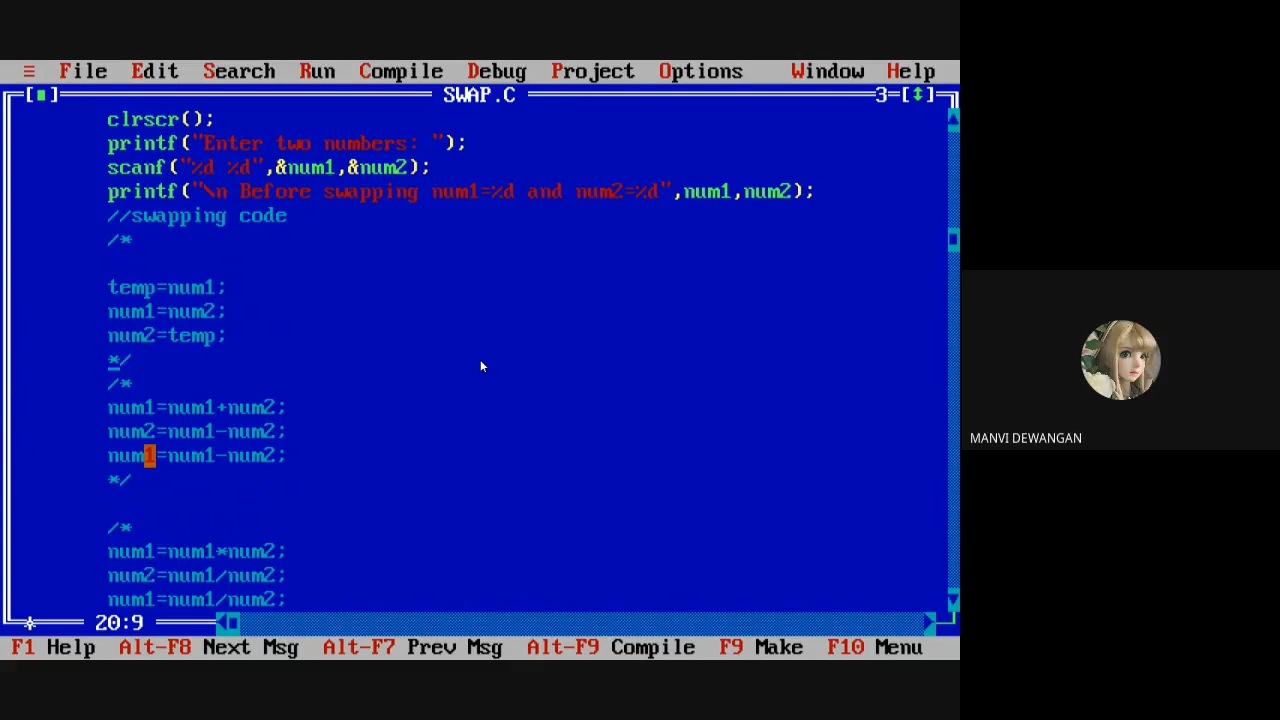 ≡ File Edit Search Run Compile Debug Project Options Window Help
[■] SWAP.C 3=[↕]
clrscr();
printf("Enter two numbers: ");
scanf("%d %d",&num1,&num2);
printf("\n Before swapping num1=%d and num2=%d",num1,num2);
//swapping code
/*
temp=num1;
num1=num2;
num2=temp;
*/
/*
num1=num1+num2;
num2=num1-num2;
num1=num1-num2;
*/
/*
num1=num1*num2;
num2=num1/num2;
num1=num1/num2;
20:9
F1 Help Alt-F8 Next Msg Alt-F7 Prev Msg Alt-F9 Compile F9 Make F10 Menu
MANVI DEWANGAN